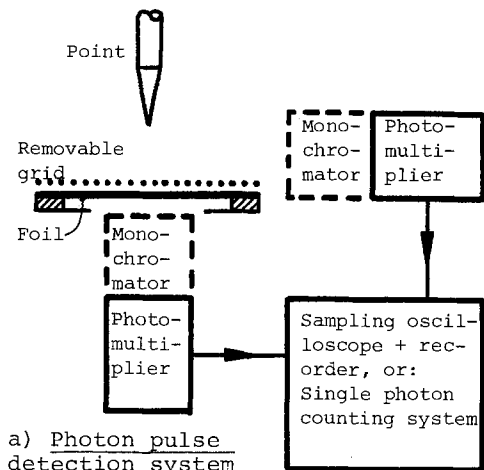 Point
Removable
grid
Foil
Mono-
chro-
mator
Photo-
multi-
plier
Mono-
chro-
mator
Photo-
multi-
plier
Sampling oscil-
loscope + rec-
order, or:
Single photon
counting system
a) Photon pulse
detection system